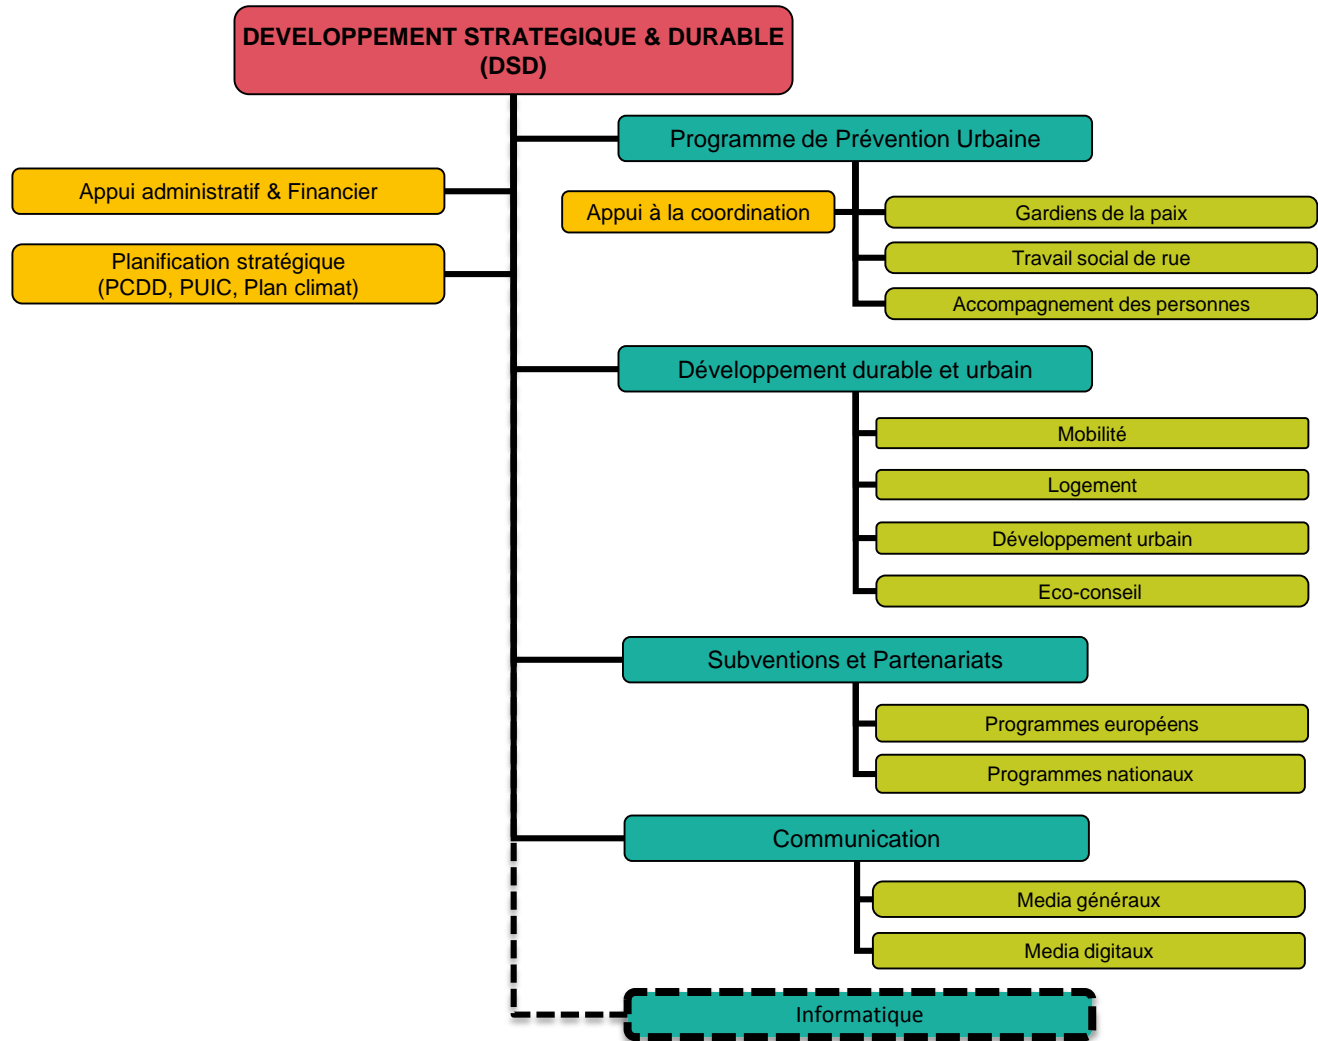 DEVELOPPEMENT STRATEGIQUE & DURABLE
(DSD)
Programme de Prévention Urbaine
Appui administratif & Financier
Appui à la coordination
Gardiens de la paix
Travail social de rue
Planification stratégique
(PCDD, PUIC, Plan climat)
Accompagnement des personnes
Développement durable et urbain
Mobilité
Logement
Développement urbain
Eco-conseil
Subventions et Partenariats
Programmes européens
Programmes nationaux
Communication
Media généraux
Media digitaux
Informatique